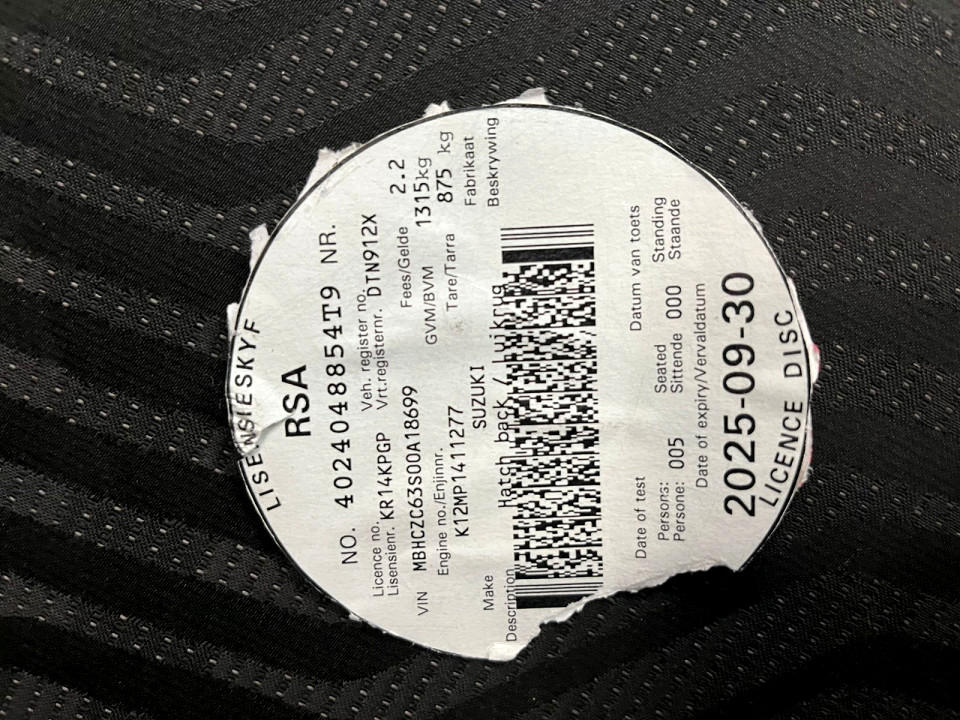 LISENSIESKYF
RSA
NO. 4024048854T9 NR.
Licence no. Veh. register no.
Lisensienr. KR14KPGP Vrt.registernr. DTN912X
VIN MBHCZC63S00A18699 Fees/Gelde 2.2
Engine no./Enjinnr. GVM/BVM 1315kg
K12MP1411277 Tare/Tarra 875 kg
Make SUZUKI Fabrikaat
Description Hatch back / Luikrug Beskrywing
Date of test Datum van toets
Persons: Seated Standing
Persone: 005 Sittende 000 Staande
Date of expiry/Vervaldatum
2025-09-30
LICENCE DISC